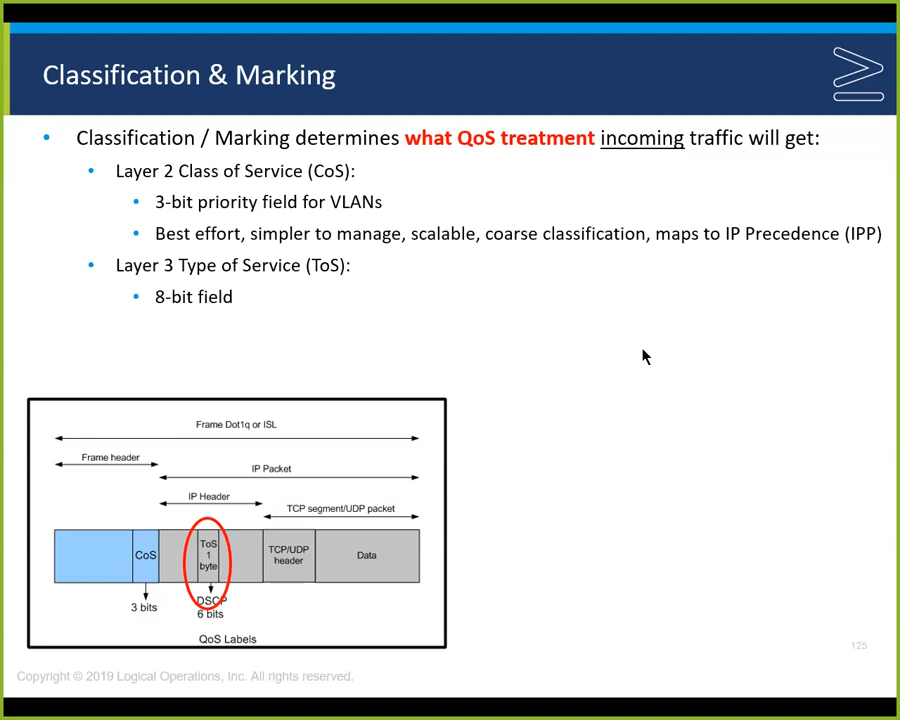 Classification & Marking
Classification / Marking determines what QoS treatment incoming traffic will get:
Layer 2 Class of Service (CoS):
3-bit priority field for VLANs
Best effort, simpler to manage, scalable, coarse classification, maps to IP Precedence (IPP)
Layer 3 Type of Service (ToS):
8-bit field
Frame Dot1q or ISL
Frame header
IP Packet
IP Header
TCP segment/UDP packet
CoS
ToS
1
byte
TCP/UDP
header
Data
3 bits
DSCP
6 bits
QoS Labels
125
Copyright © 2019 Logical Operations, Inc. All rights reserved.